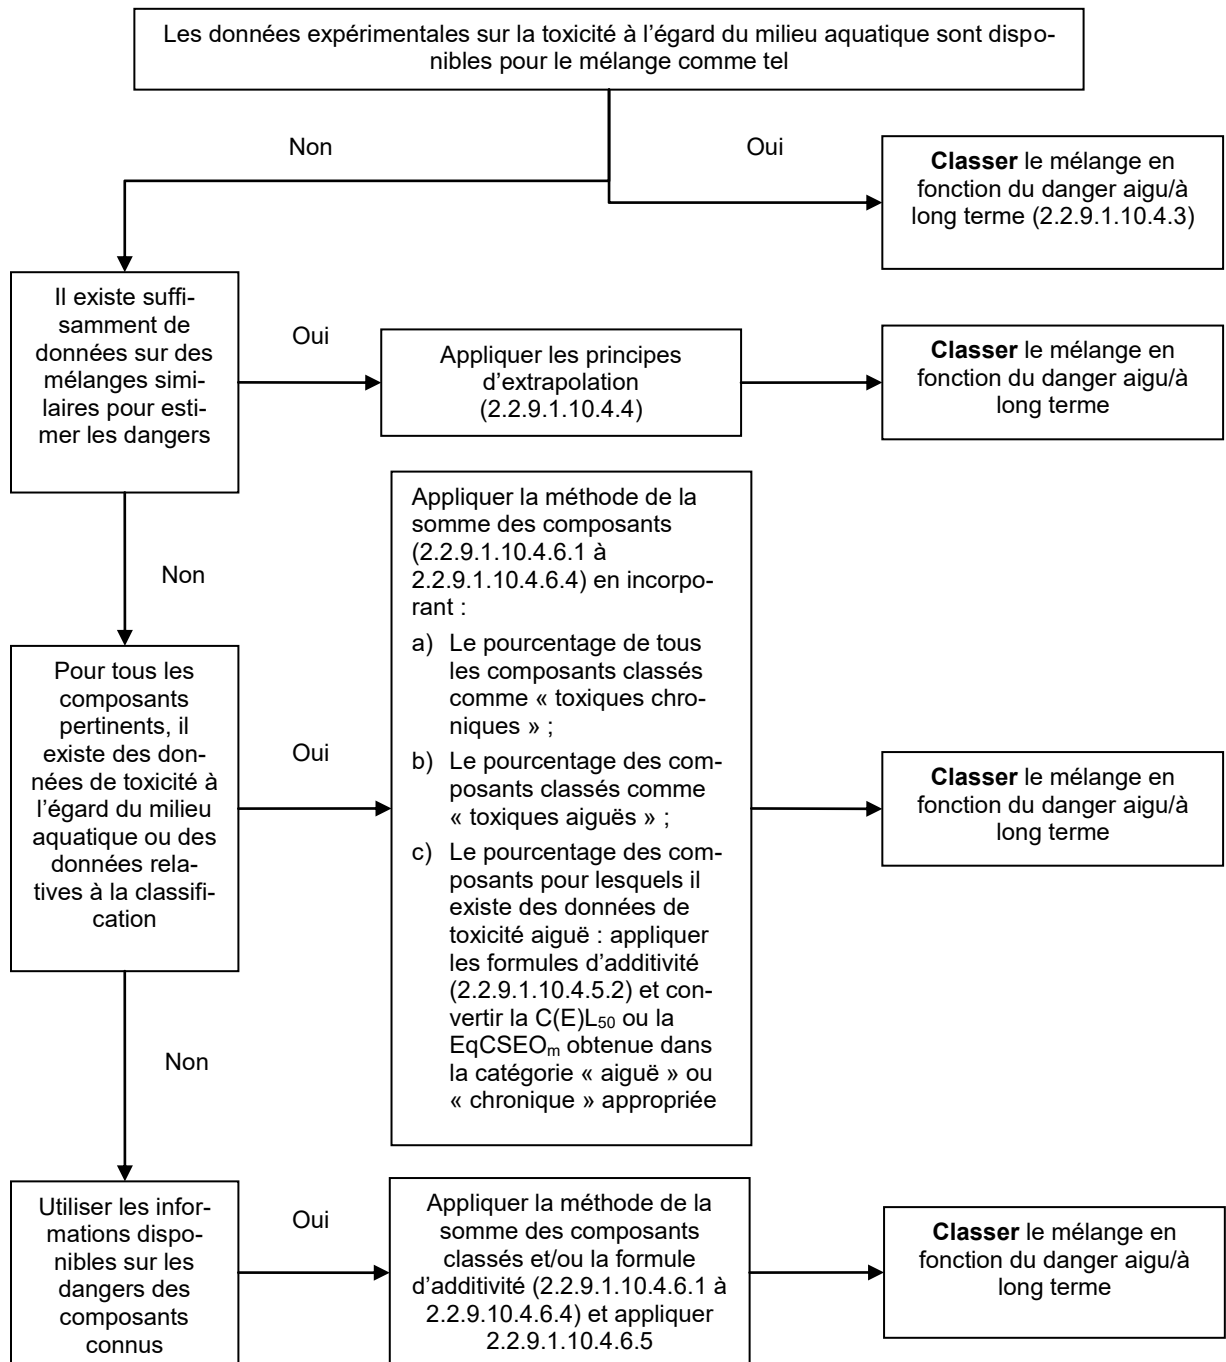 Les données expérimentales sur la toxicité à l'égard du milieu aquatique sont dispo-
nibles pour le mélange comme tel
Non
Oui
Classer le mélange en
fonction du danger aigu/à
long terme (2.2.9.1.10.4.3)
Il existe suffi-
samment de
données sur des
mélanges simi-
laires pour esti-
mer les dangers
Oui
Appliquer les principes
d'extrapolation
(2.2.9.1.10.4.4)
Classer le mélange en
fonction du danger aigu/à
long terme
Non
Pour tous les
composants
pertinents, il
existe des don-
nées de toxicité à
l'égard du milieu
aquatique ou des
données rela-
tives à la classifi-
cation
Oui
Appliquer la méthode de la
somme des composants
(2.2.9.1.10.4.6.1 à
2.2.9.1.10.4.6.4) en incorpo-
rant :
a) Le pourcentage de tous
les composants classés
comme « toxiques chro-
niques » ;
b) Le pourcentage des com-
posants classés comme
« toxiques aiguës » ;
c) Le pourcentage des com-
posants pour lesquels il
existe des données de
toxicité aiguë : appliquer
les formules d'additivité
(2.2.9.1.10.4.5.2) et con-
vertir la C(E)L50 ou la
EqCSEOm obtenue dans
la catégorie « aiguë » ou
« chronique » appropriée
Classer le mélange en
fonction du danger aigu/à
long terme
Non
Utiliser les infor-
mations dispo-
nibles sur les
dangers des
composants
connus
Oui
Appliquer la méthode de la
somme des composants
classés et/ou la formule
d'additivité (2.2.9.1.10.4.6.1 à
2.2.9.10.4.6.4) et appliquer
2.2.9.1.10.4.6.5
Classer le mélange en
fonction du danger aigu/à
long terme